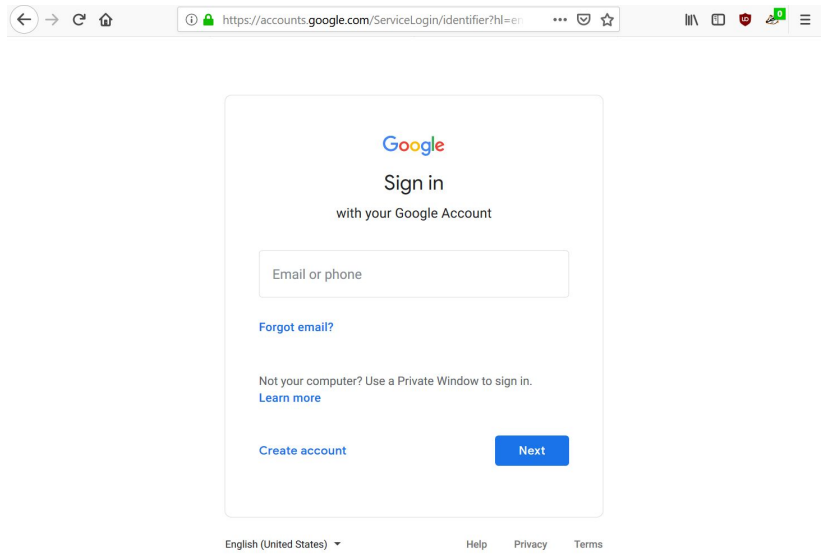 https://accounts.google.com/ServiceLogin/identifier?hl=en
0
Google
Sign in
with your Google Account
Email or phone
Forgot email?
Not your computer? Use a Private Window to sign in.
Learn more
Create account
Next
English (United States)
Help Privacy Terms